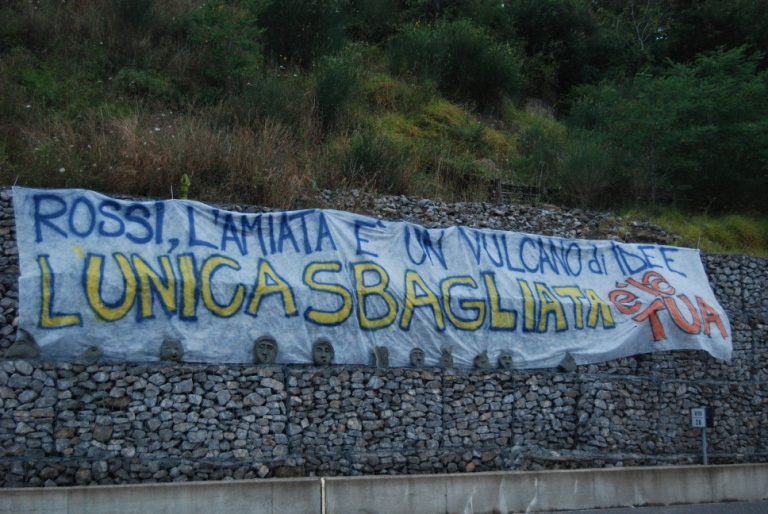 ROSSI, L'AMIATA E' UN VULCANO di IDEE
L'UNICA SBAGLIATA è la TUA